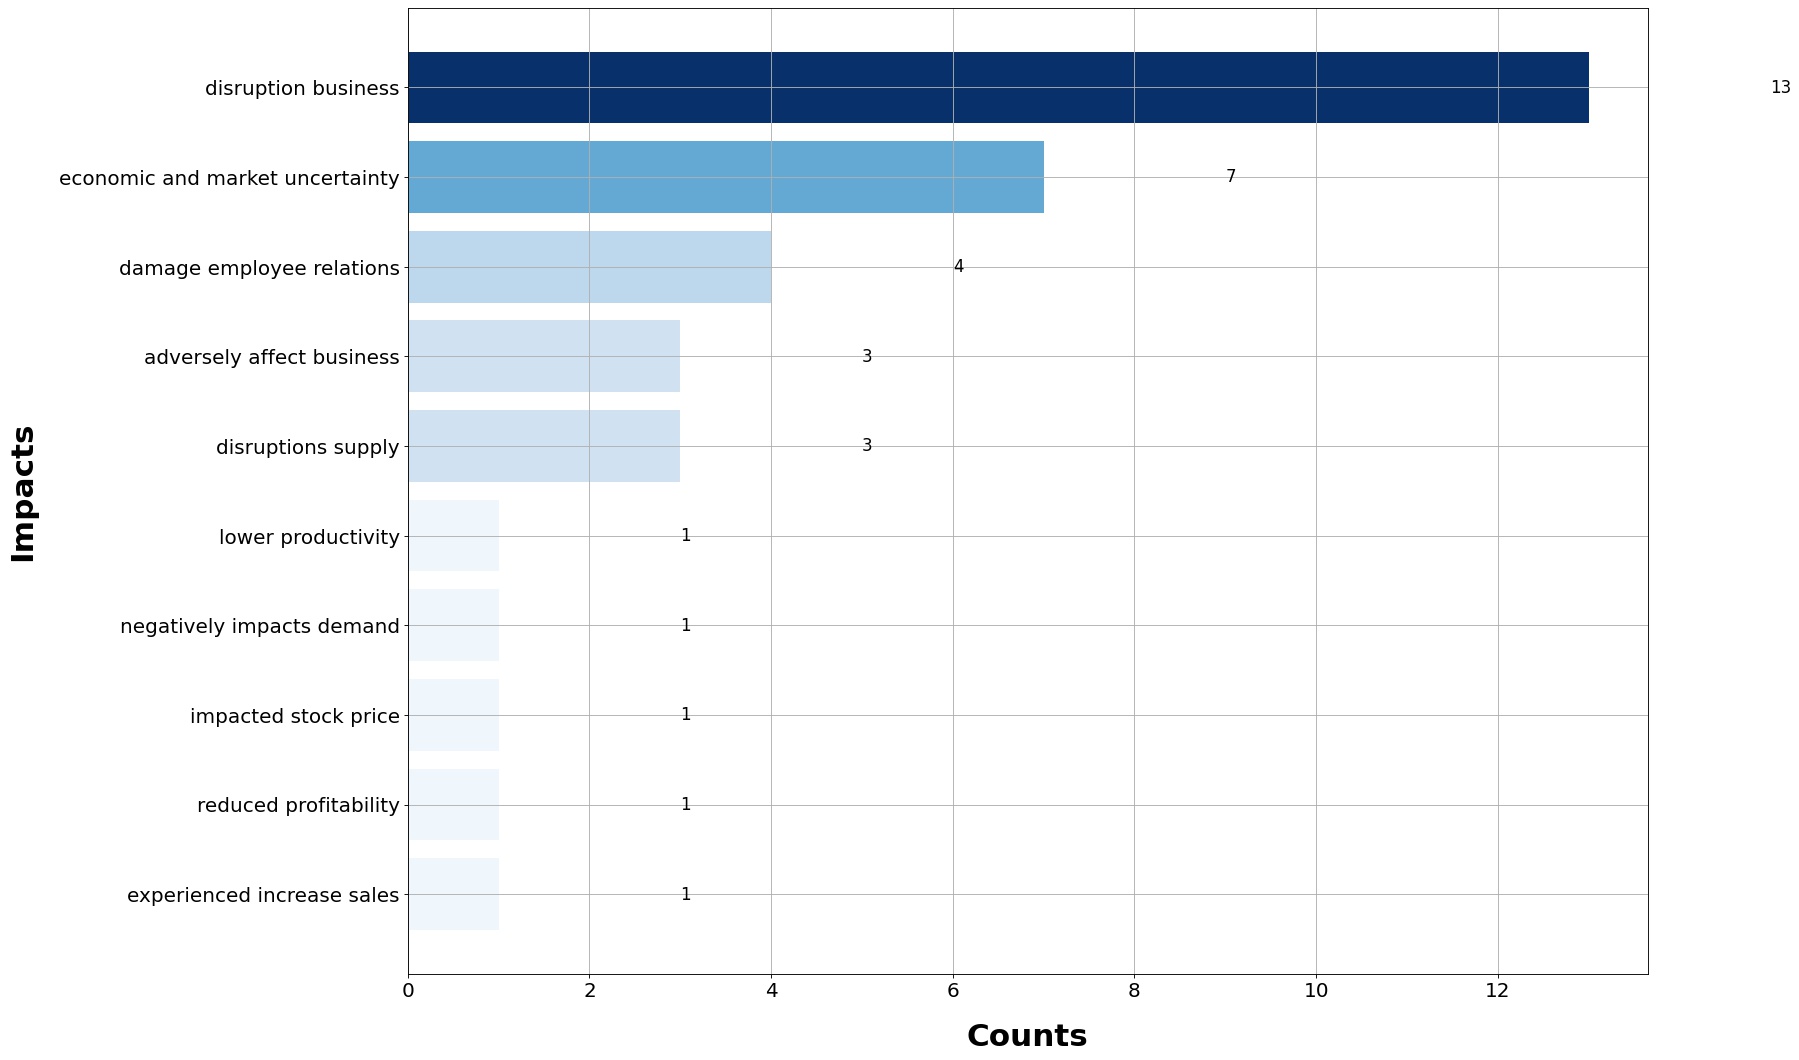 disruption business 13
economic and market uncertainty 7
damage employee relations 4
adversely affect business 3
disruptions supply 3
lower productivity 1
negatively impacts demand 1
impacted stock price 1
reduced profitability 1
experienced increase sales 1
Impacts
0 2 4 6 8 10 12
Counts